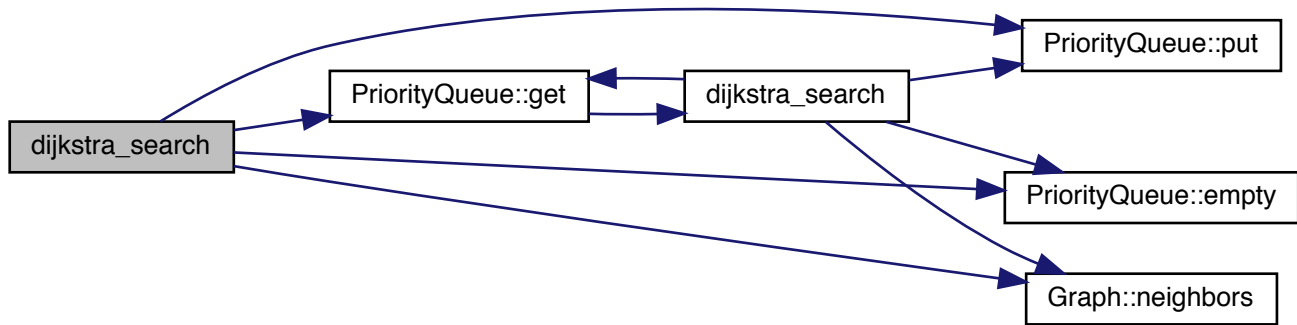 PriorityQueue::put
PriorityQueue::get
dijkstra_search
dijkstra_search
PriorityQueue::empty
Graph::neighbors